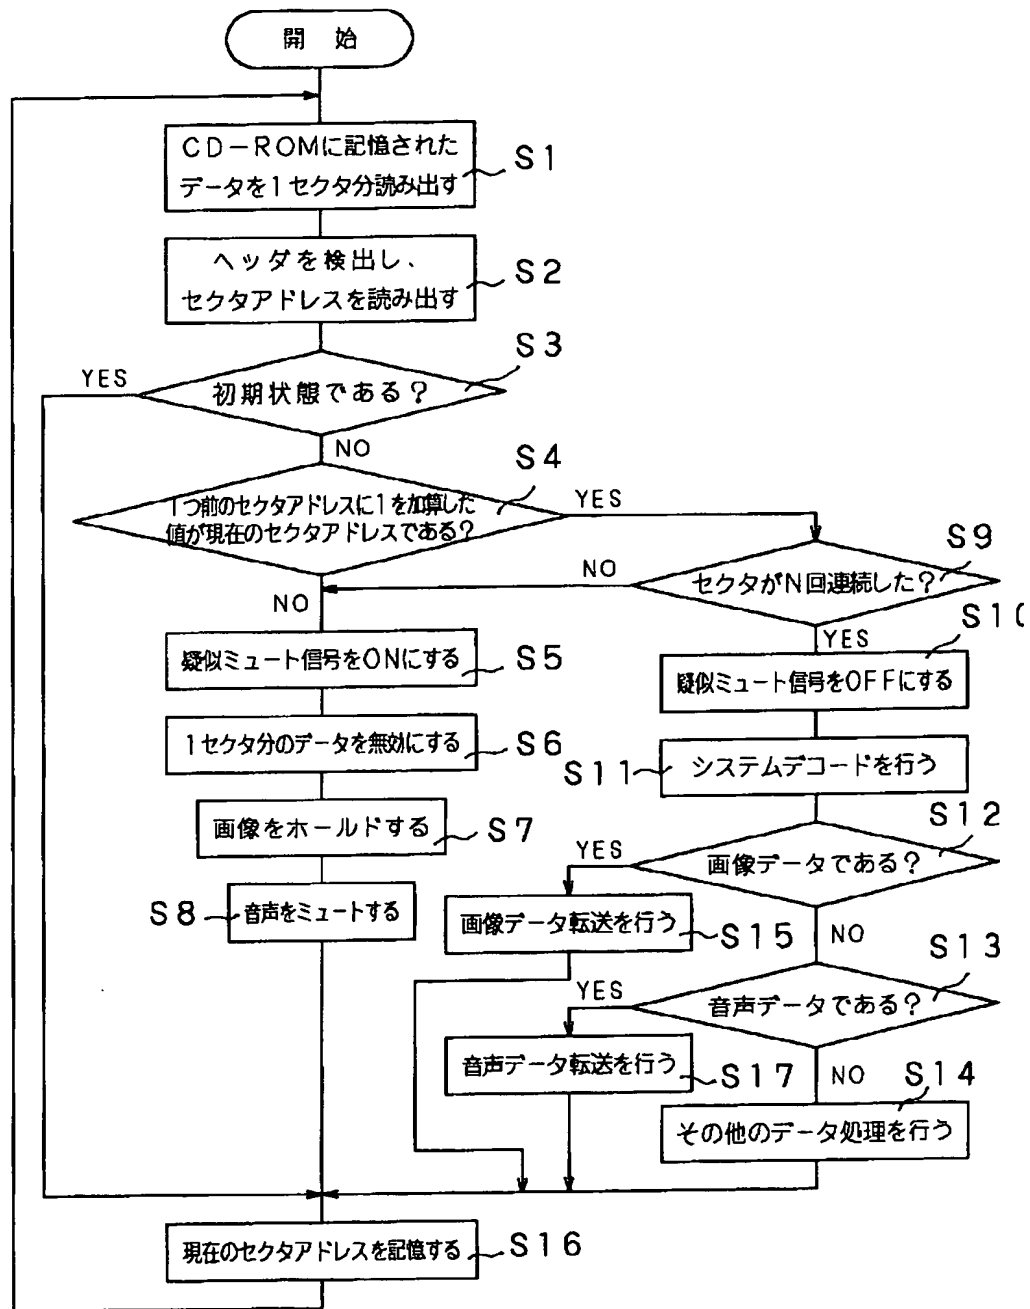 開 始
CD-ROMに記憶された
データを1セクタ分読み出す
S1
ヘッダを検出し、
セクタアドレスを読み出す
S2
S3
YES
初期状態である?
NO
S4
1つ前のセクタアドレスに1を加算した
値が現在のセクタアドレスである?
YES
S9
NO
セクタがN回連続した?
NO
YES
S10
疑似ミュート信号をONにする
S5
疑似ミュート信号をOFFにする
1セクタ分のデータを無効にする
S6
S11
システムデコードを行う
画像をホールドする
S7
S12
YES
画像データである?
S8
音声をミュートする
画像データ転送を行う
S15
NO
S13
YES
音声データである?
音声データ転送を行う
S17
NO
S14
その他のデータ処理を行う
現在のセクタアドレスを記憶する
S16